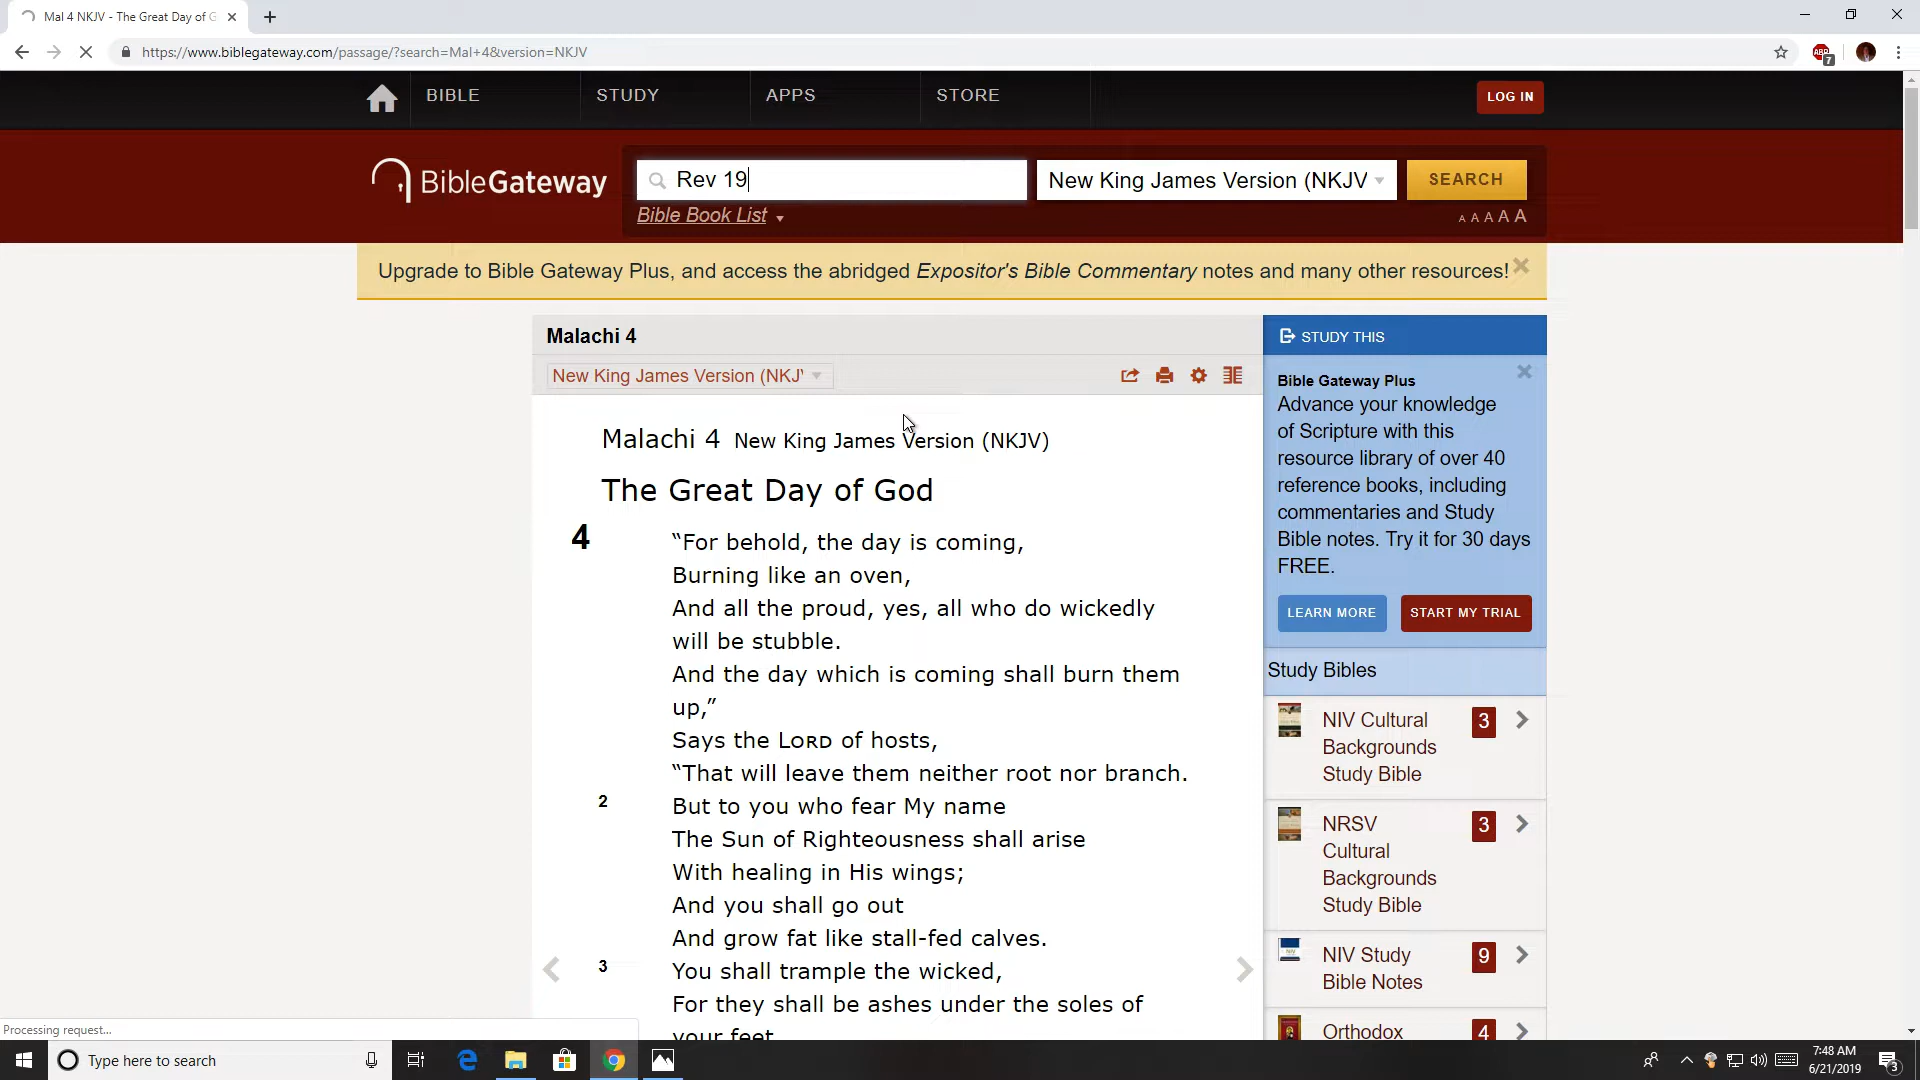 Mal 4 NKJV - The Great Day of G
https://www.biblegateway.com/passage/?search=Mal+4&version=NKJV
ABP
7
BIBLE
STUDY
APPS
STORE
LOG IN
BibleGateway
Rev 19
New King James Version (NKJV
SEARCH
Bible Book List
A A A A A
Upgrade to Bible Gateway Plus, and access the abridged Expositor's Bible Commentary notes and many other resources!
Malachi 4
New King James Version (NKJ
Malachi 4 New King James Version (NKJV)
The Great Day of God
4 “For behold, the day is coming,
Burning like an oven,
And all the proud, yes, all who do wickedly
will be stubble.
And the day which is coming shall burn them
up,”
Says the LORD of hosts,
“That will leave them neither root nor branch.
2 But to you who fear My name
The Sun of Righteousness shall arise
With healing in His wings;
And you shall go out
And grow fat like stall-fed calves.
3 You shall trample the wicked,
For they shall be ashes under the soles of
your feet
STUDY THIS
Bible Gateway Plus
Advance your knowledge
of Scripture with this
resource library of over 40
reference books, including
commentaries and Study
Bible notes. Try it for 30 days
FREE.
LEARN MORE
START MY TRIAL
Study Bibles
NIV Cultural 3
Backgrounds
Study Bible
NRSV 3
Cultural
Backgrounds
Study Bible
NIV Study 9
Bible Notes
Orthodox 4
Processing request...
Type here to search
7:48 AM
6/21/2019
3